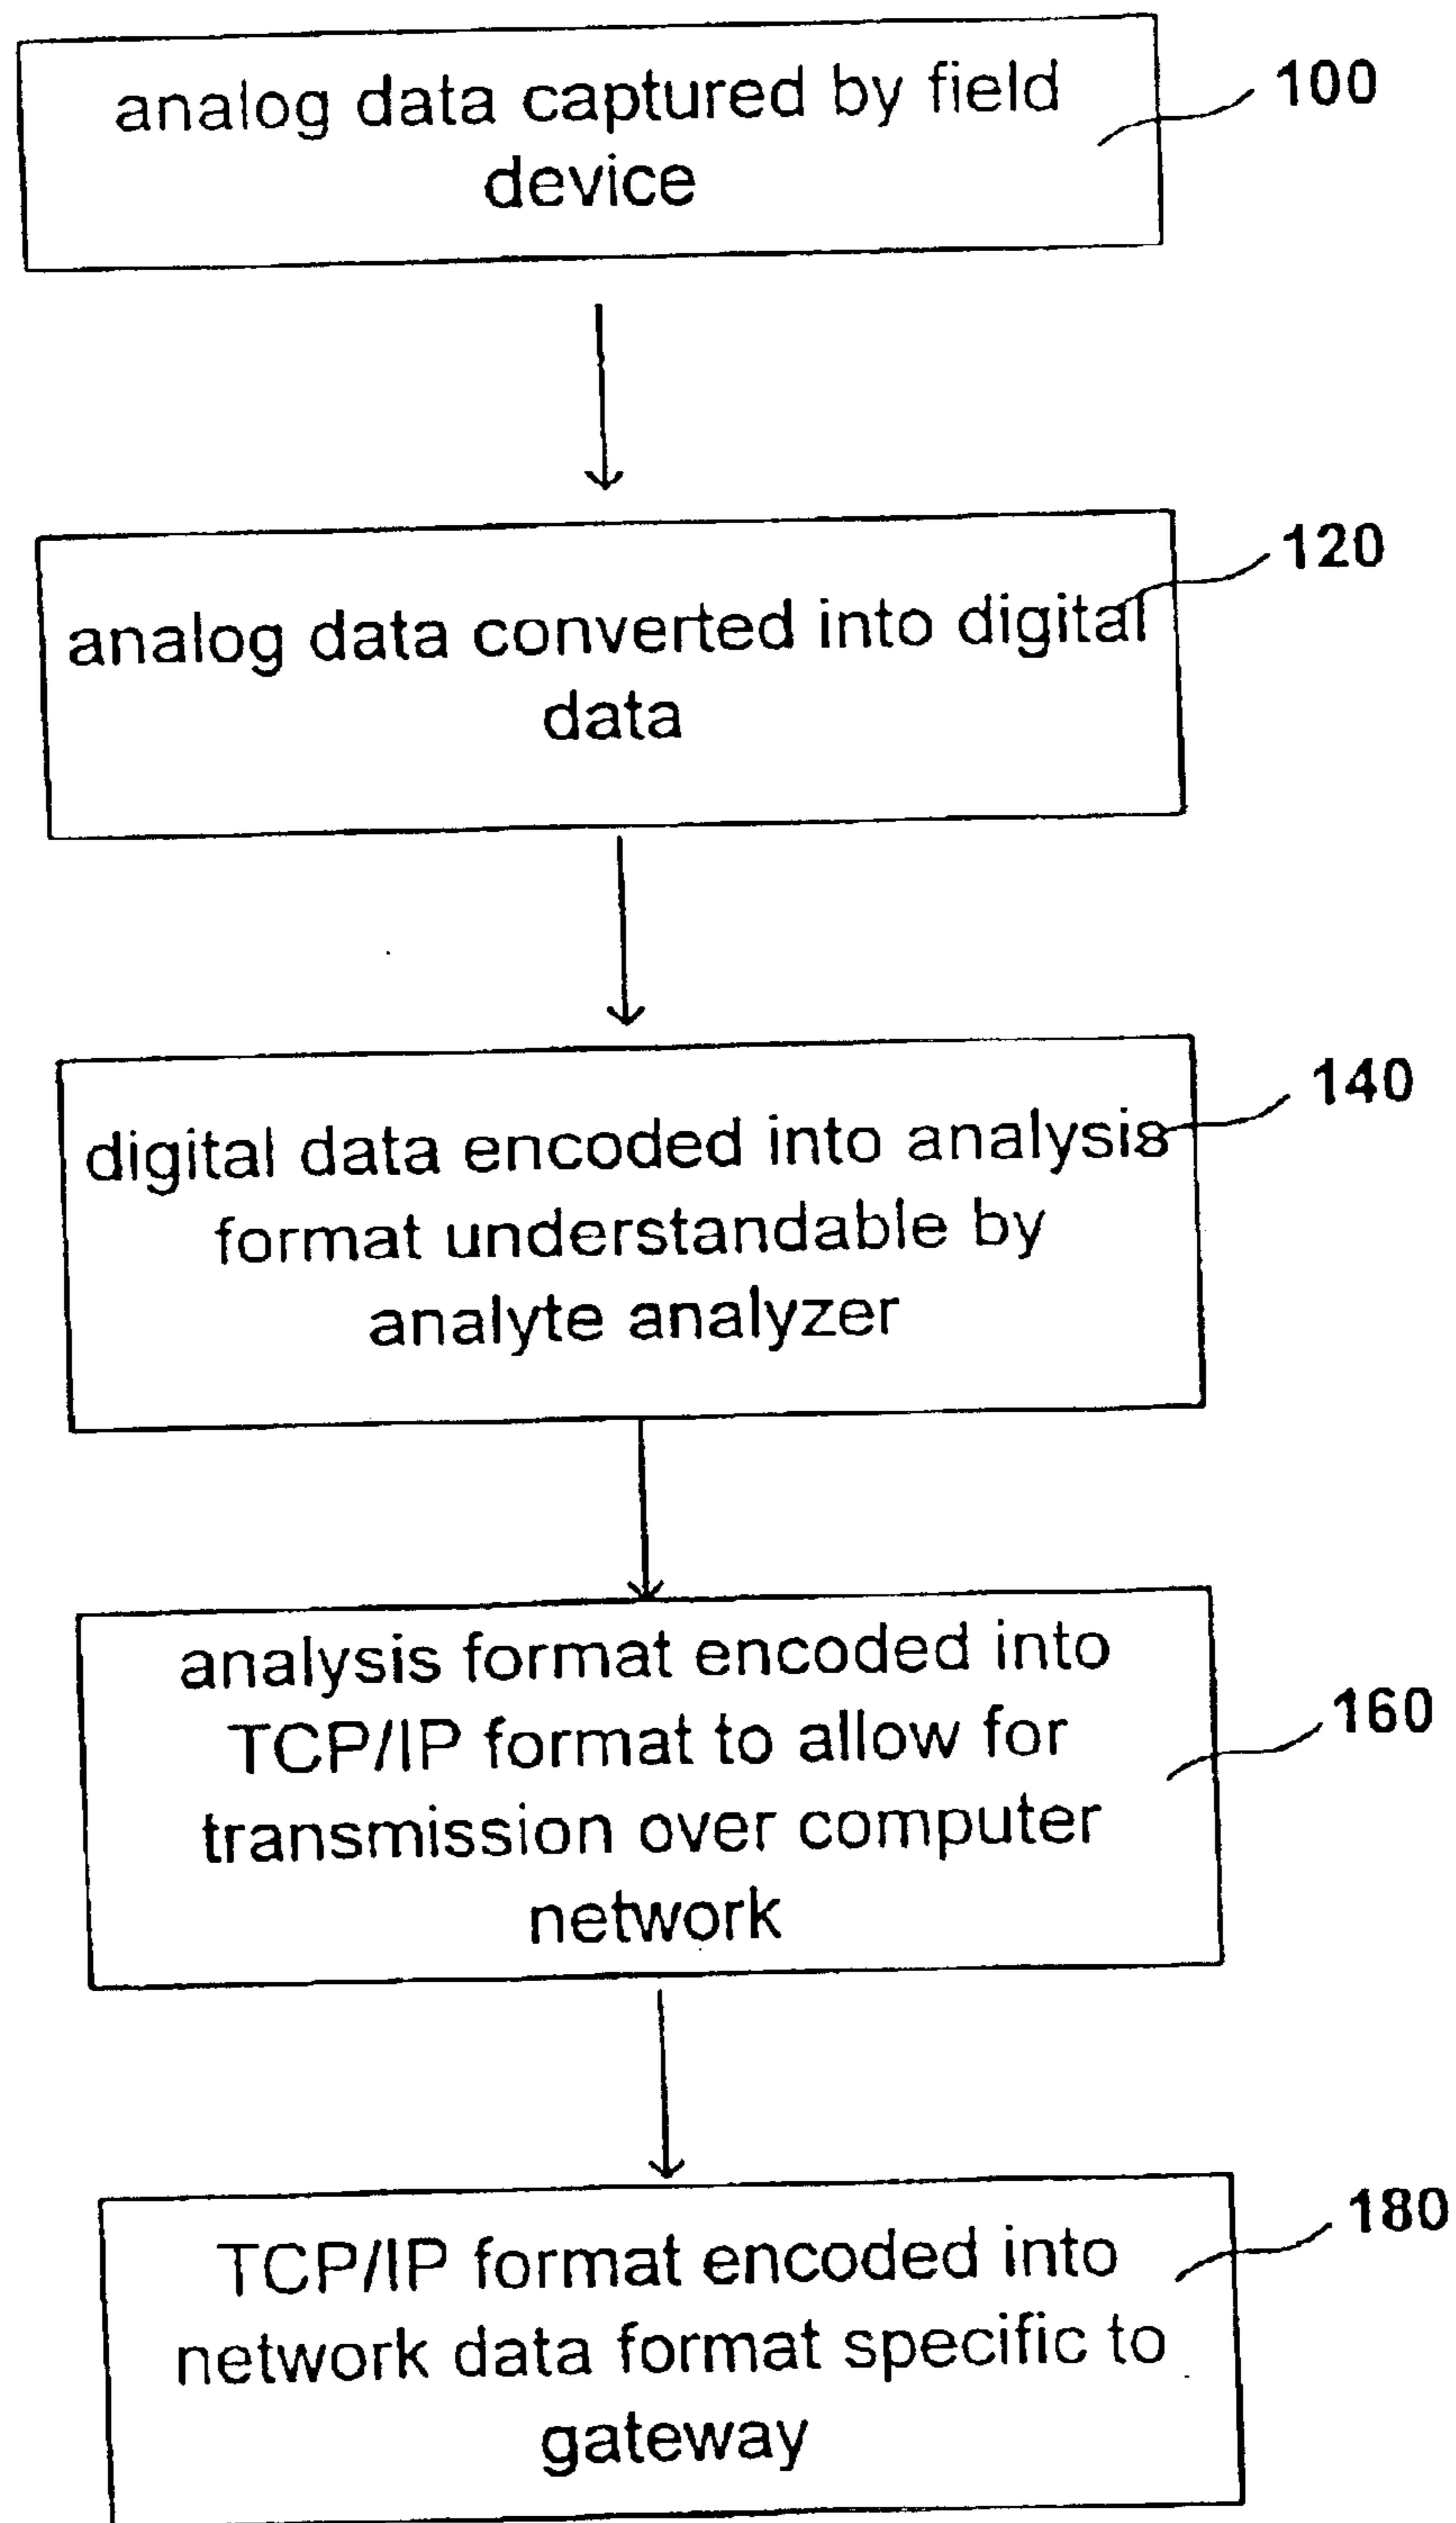 analog data captured by field
device
100
analog data converted into digital
data
120
digital data encoded into analysis
format understandable by
analyte analyzer
140
analysis format encoded into
TCP/IP format to allow for
transmission over computer
network
160
TCP/IP format encoded into
network data format specific to
gateway
180